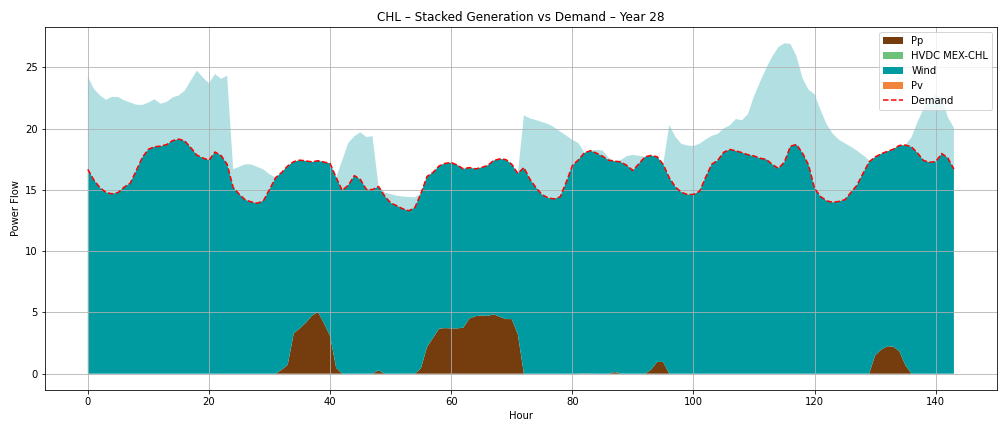 CHL – Stacked Generation vs Demand – Year 28
Pp
HVDC MEX-CHL
Wind
Pv
Demand
Power Flow
25
20
15
10
5
0
0 20 40 60 80 100 120 140
Hour